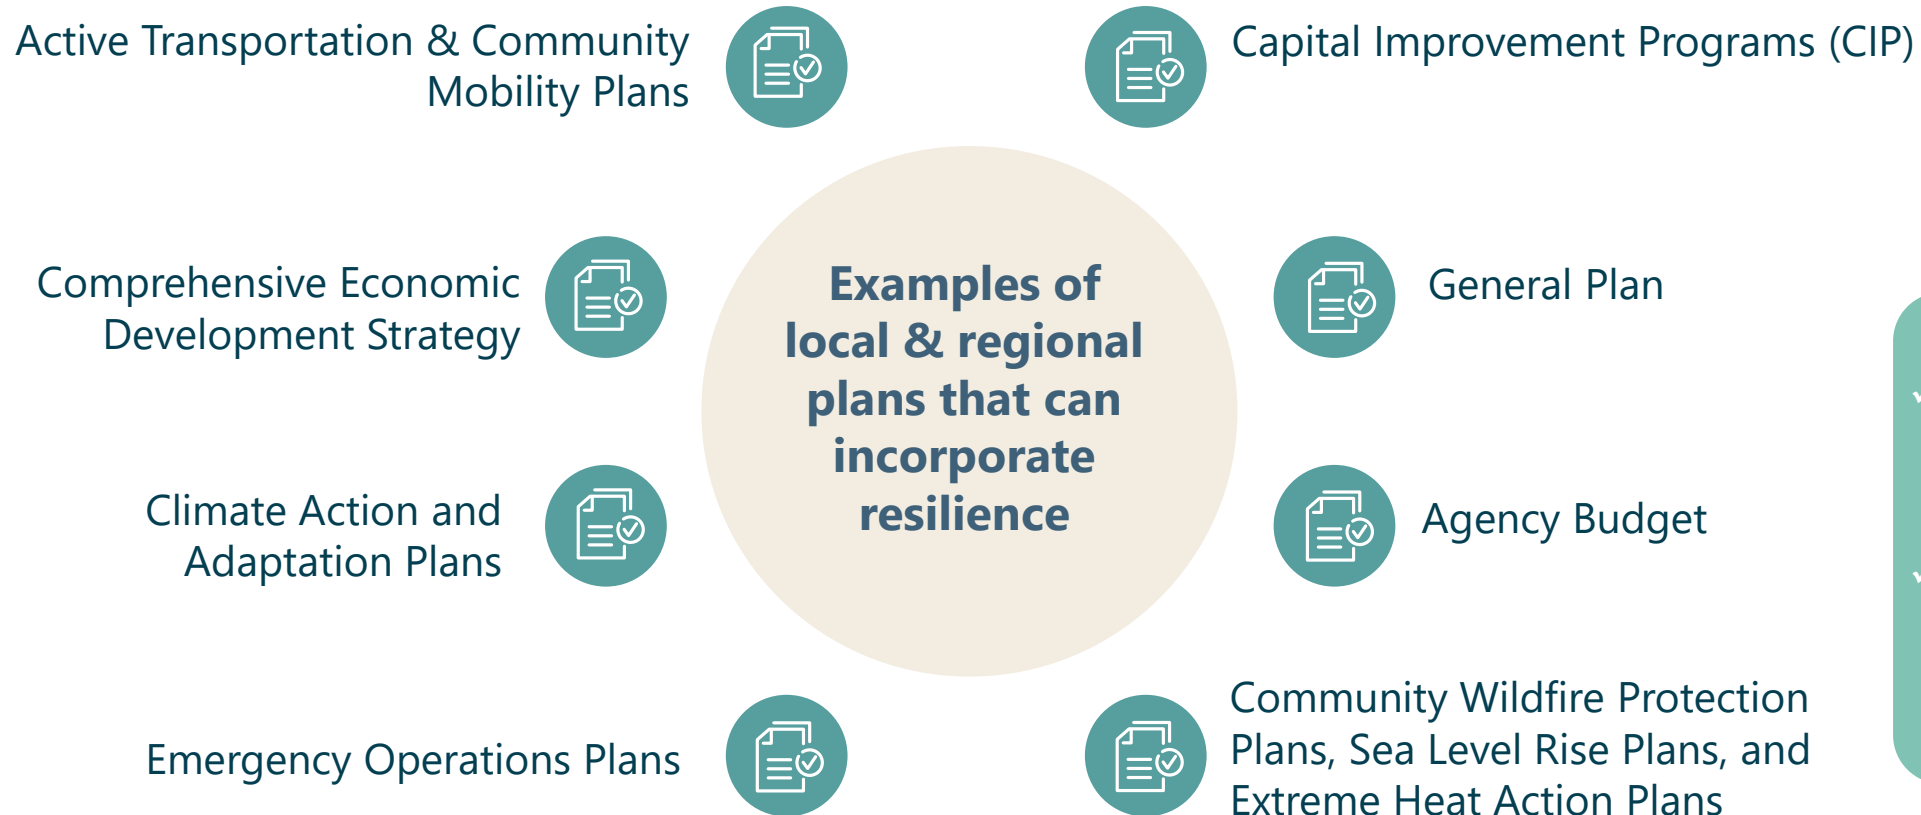 Active Transportation & Community
Mobility Plans
Capital Improvement Programs (CIP)
Comprehensive Economic
Development Strategy
General Plan
Examples of
local & regional
plans that can
incorporate
resilience
Climate Action and
Adaptation Plans
Agency Budget
Emergency Operations Plans
Community Wildfire Protection
Plans, Sea Level Rise Plans, and
Extreme Heat Action Plans